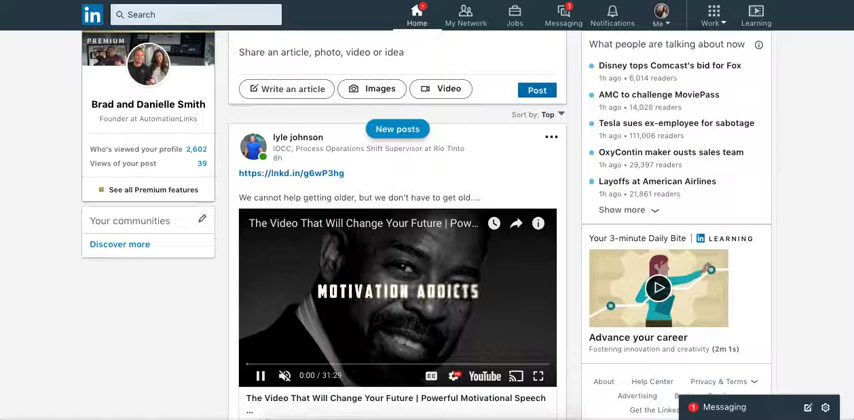 in
Search
Home
My Network
Jobs
1
Messaging
Notifications
Me
Work
Learning
PREMIUM
Brad and Danielle Smith
Founder at AutomationLinks
Who's viewed your profile 2,602
Views of your post 39
See all Premium features
Your communities
Discover more
Share an article, photo, video or idea
Write an article
Images
Video
Post
Sort by: Top
New posts
lyle johnson
IOCC, Process Operations Shift Supervisor at Rio Tinto
8h
https://lnkd.in/g6wP3hg
We cannot help getting older, but we don't have to get old....
The Video That Will Change Your Future | Pow...
MOTIVATION ADDICTS
0:00 / 31:29
CC
YouTube
The Video That Will Change Your Future | Powerful Motivational Speech
...
What people are talking about now
Disney tops Comcast's bid for Fox
1h ago • 6,014 readers
AMC to challenge MoviePass
1h ago • 14,028 readers
Tesla sues ex-employee for sabotage
1h ago • 111,006 readers
OxyContin maker ousts sales team
1h ago • 29,397 readers
Layoffs at American Airlines
1h ago • 21,861 readers
Show more
Your 3-minute Daily Bite | in LEARNING
Advance your career
Fostering innovation and creativity (2m 1s)
About Help Center Privacy & Terms
Advertising
Get the
1 Messaging